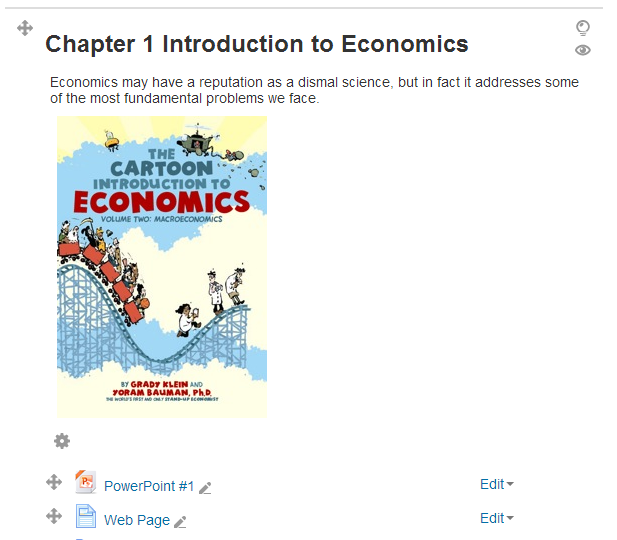 Chapter 1 Introduction to Economics
Economics may have a reputation as a dismal science, but in fact it addresses some
of the most fundamental problems we face.
THE
CARTOON
INTRODUCTION TO
ECONOMICS
VOLUME TWO: MACROECONOMICS
BY GRADY KLEIN AND
YORAM BAUMAN, PH.D.
THE WORLD'S FIRST AND ONLY STAND-UP ECONOMIST
PowerPoint #1 Edit
Web Page Edit